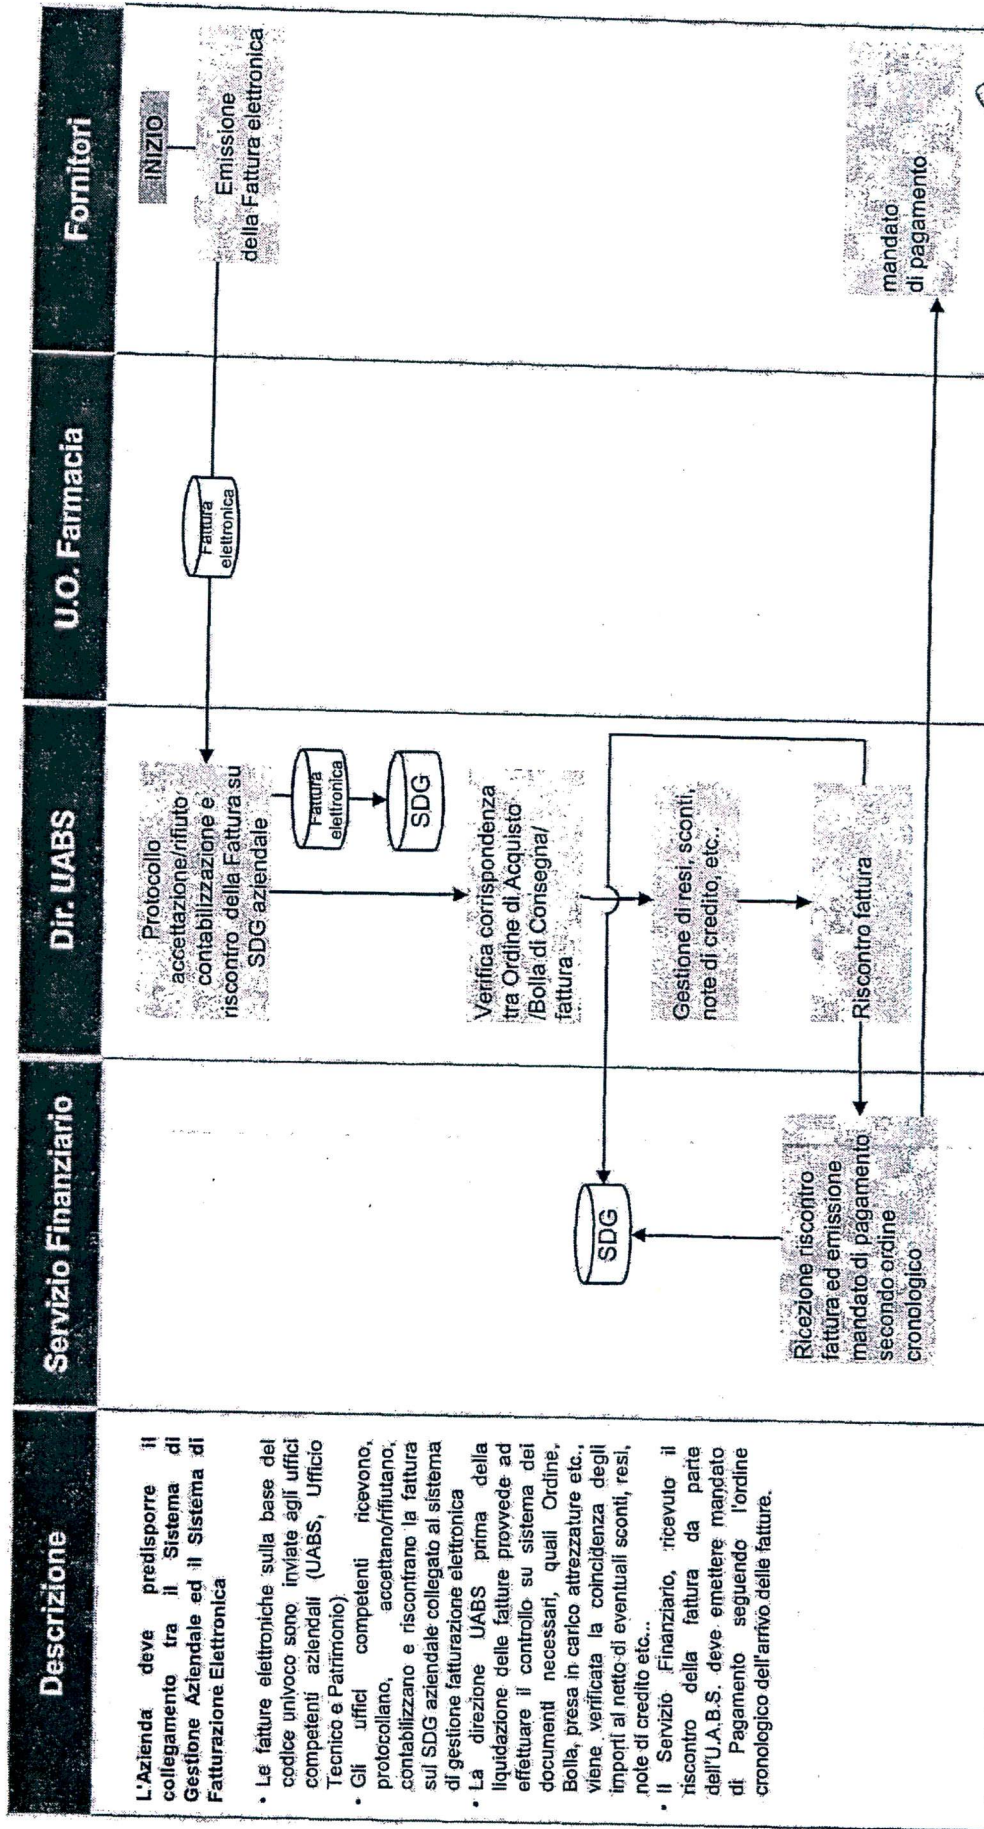 Descrizione
Servizio Finanziario
Dir. UABS
U.O. Farmacia
Fornitori
L'Azienda deve predisporre il
collegamento tra il Sistema di
Gestione Aziendale ed il Sistema di
Fatturazione Elettronica
• Le fatture elettroniche sulla base del
codice univoco sono inviate agli uffici
competenti aziendali (UABS, Ufficio
Tecnico e Patrimonio)
• Gli uffici competenti ricevono,
protocollano, accettano/rifiutano,
contabilizzano e riscontrano la fattura
sul SDG aziendale collegato al sistema
di gestione fatturazione elettronica
• La direzione UABS prima della
liquidazione delle fatture provvede ad
effettuare il controllo su sistema dei
documenti necessari, quali Ordine,
Bolla, presa in carico attrezzature etc.,
viene verificata la coincidenza degli
importi al netto di eventuali sconti, resi,
note di credito etc...
• Il Servizio Finanziario, ricevuto il
riscontro della fattura da parte
dell'U.A.B.S. deve emettere mandato
di Pagamento seguendo l'ordine
cronologico dell'arrivo delle fatture.
INIZIO
Emissione
della Fattura elettronica
Fattura
elettronica
Protocollo
accettazione/rifiuto
contabilizzazione e
riscontro della Fattura su
SDG aziendale
Fattura
elettronica
SDG
Verifica corrispondenza
tra Ordine di Acquisto
/Bolla di Consegna/
fattura
Gestione di resi, sconti,
note di credito, etc..
Riscontro fattura
SDG
Ricezione riscontro
fattura ed emissione
mandato di pagamento
secondo ordine
cronologico
mandato
di pagamento